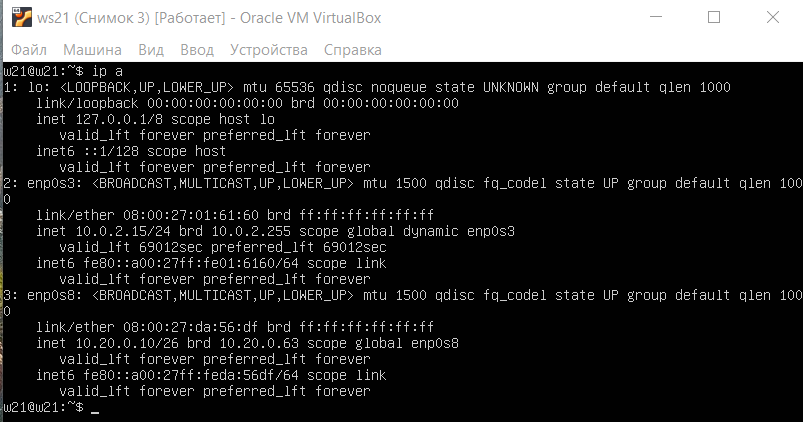 ws21 (Снимок 3) [Работает] - Oracle VM VirtualBox
Файл Машина Вид Ввод Устройства Справка
w21@w21:~$ ip a
1: lo: <LOOPBACK,UP,LOWER_UP> mtu 65536 qdisc noqueue state UNKNOWN group default qlen 1000
    link/loopback 00:00:00:00:00:00 brd 00:00:00:00:00:00
    inet 127.0.0.1/8 scope host lo
       valid_lft forever preferred_lft forever
    inet6 ::1/128 scope host
       valid_lft forever preferred_lft forever
2: enp0s3: <BROADCAST,MULTICAST,UP,LOWER_UP> mtu 1500 qdisc fq_codel state UP group default qlen 100
0
    link/ether 08:00:27:01:61:60 brd ff:ff:ff:ff:ff:ff
    inet 10.0.2.15/24 brd 10.0.2.255 scope global dynamic enp0s3
       valid_lft 69012sec preferred_lft 69012sec
    inet6 fe80::a00:27ff:fe01:6160/64 scope link
       valid_lft forever preferred_lft forever
3: enp0s8: <BROADCAST,MULTICAST,UP,LOWER_UP> mtu 1500 qdisc fq_codel state UP group default qlen 100
0
    link/ether 08:00:27:da:56:df brd ff:ff:ff:ff:ff:ff
    inet 10.20.0.10/26 brd 10.20.0.63 scope global enp0s8
       valid_lft forever preferred_lft forever
    inet6 fe80::a00:27ff:feda:56df/64 scope link
       valid_lft forever preferred_lft forever
w21@w21:~$ _